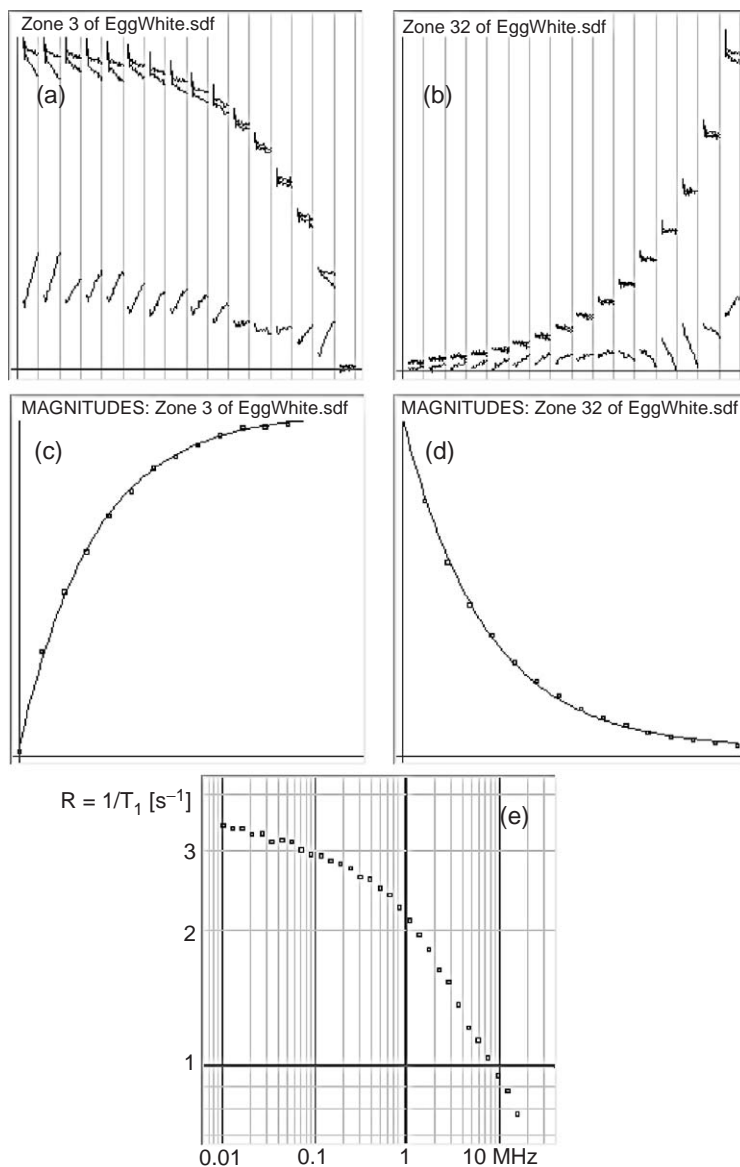 Zone 3 of EggWhite.sdf
(a)
Zone 32 of EggWhite.sdf
(b)
MAGNITUDES: Zone 3 of EggWhite.sdf
(c)
MAGNITUDES: Zone 32 of EggWhite.sdf
(d)
R = 1/T₁ [s⁻¹]
(e)
3
2
1
0.01 0.1 1 10 MHz